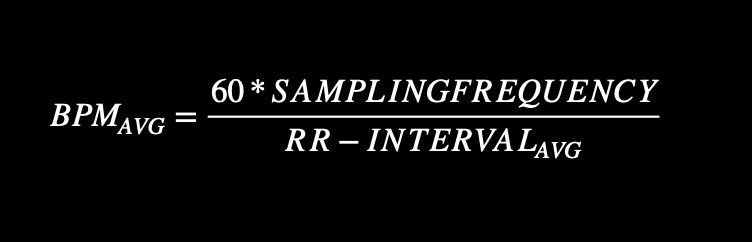 BPM_AVG = 60 * SAMPLINGFREQUENCY / RR − INTERVAL_AVG